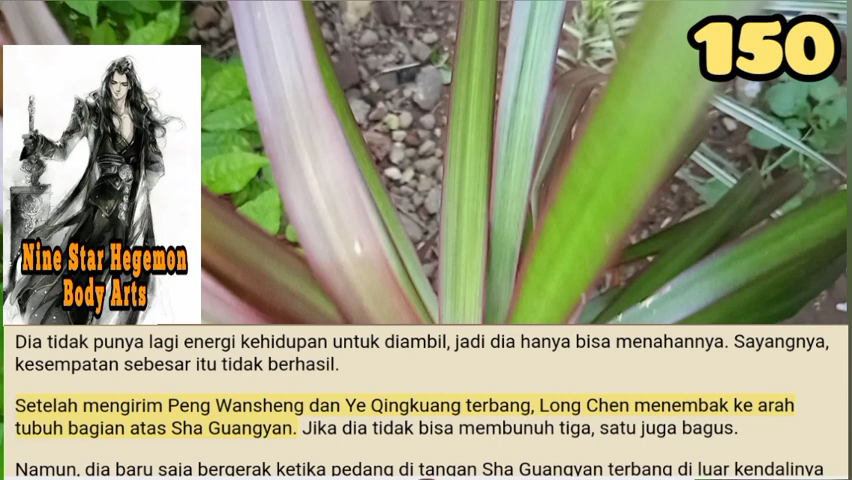 150
Nine Star Hegemon
Body Arts
Dia tidak punya lagi energi kehidupan untuk diambil, jadi dia hanya bisa menahannya. Sayangnya,
kesempatan sebesar itu tidak berhasil.
Setelah mengirim Peng Wansheng dan Ye Qingkuang terbang, Long Chen menembak ke arah
tubuh bagian atas Sha Guangyan. Jika dia tidak bisa membunuh tiga, satu juga bagus.
Namun, dia baru saja bergerak ketika pedang di tangan Sha Guangyan terbang di luar kendalinya